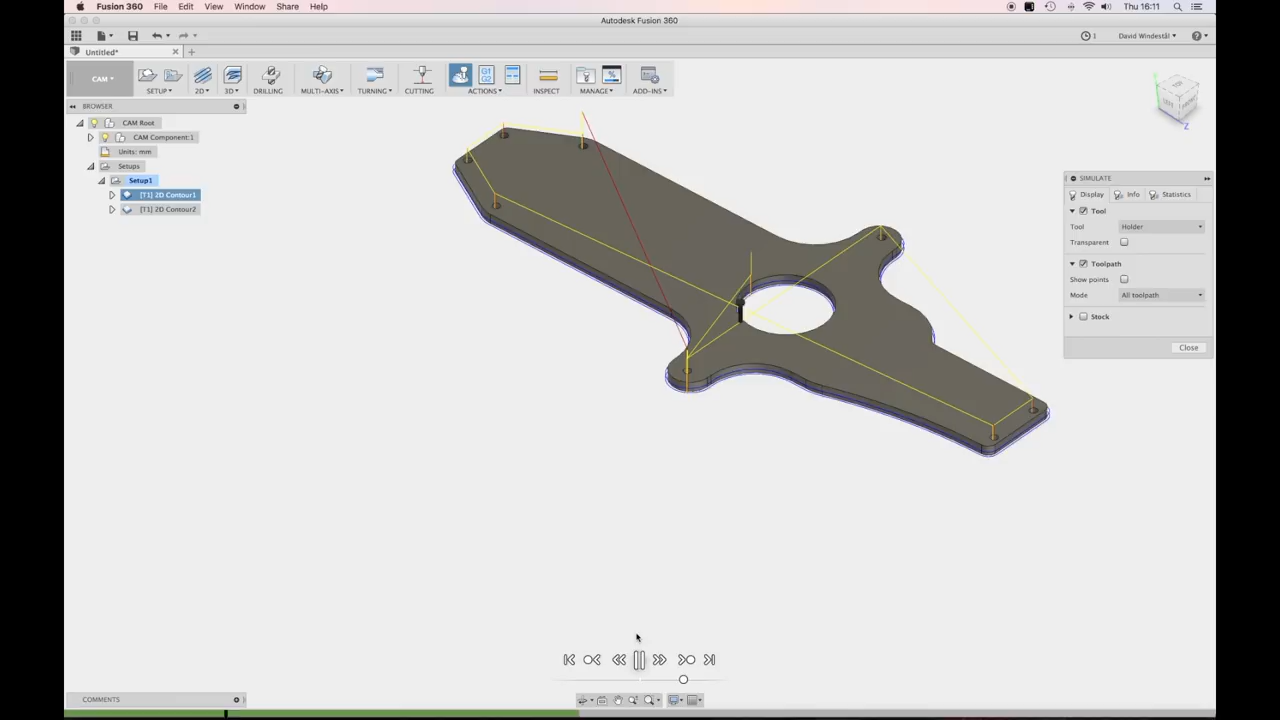 Fusion 360 File Edit View Window Share Help Thu 16:11
Autodesk Fusion 360
1 David Windestål
Untitled*
CAM
SETUP 2D 3D DRILLING MULTI-AXIS TURNING CUTTING ACTIONS INSPECT MANAGE ADD-INS
G1
G2
BROWSER
CAM Root
CAM Component:1
Units: mm
Setups
Setup1
[T1] 2D Contour1
[T1] 2D Contour2
SIMULATE
Display Info Statistics
Tool
Tool Holder
Transparent
Toolpath
Show points
Mode All toolpath
Stock
Close
Z
COMMENTS